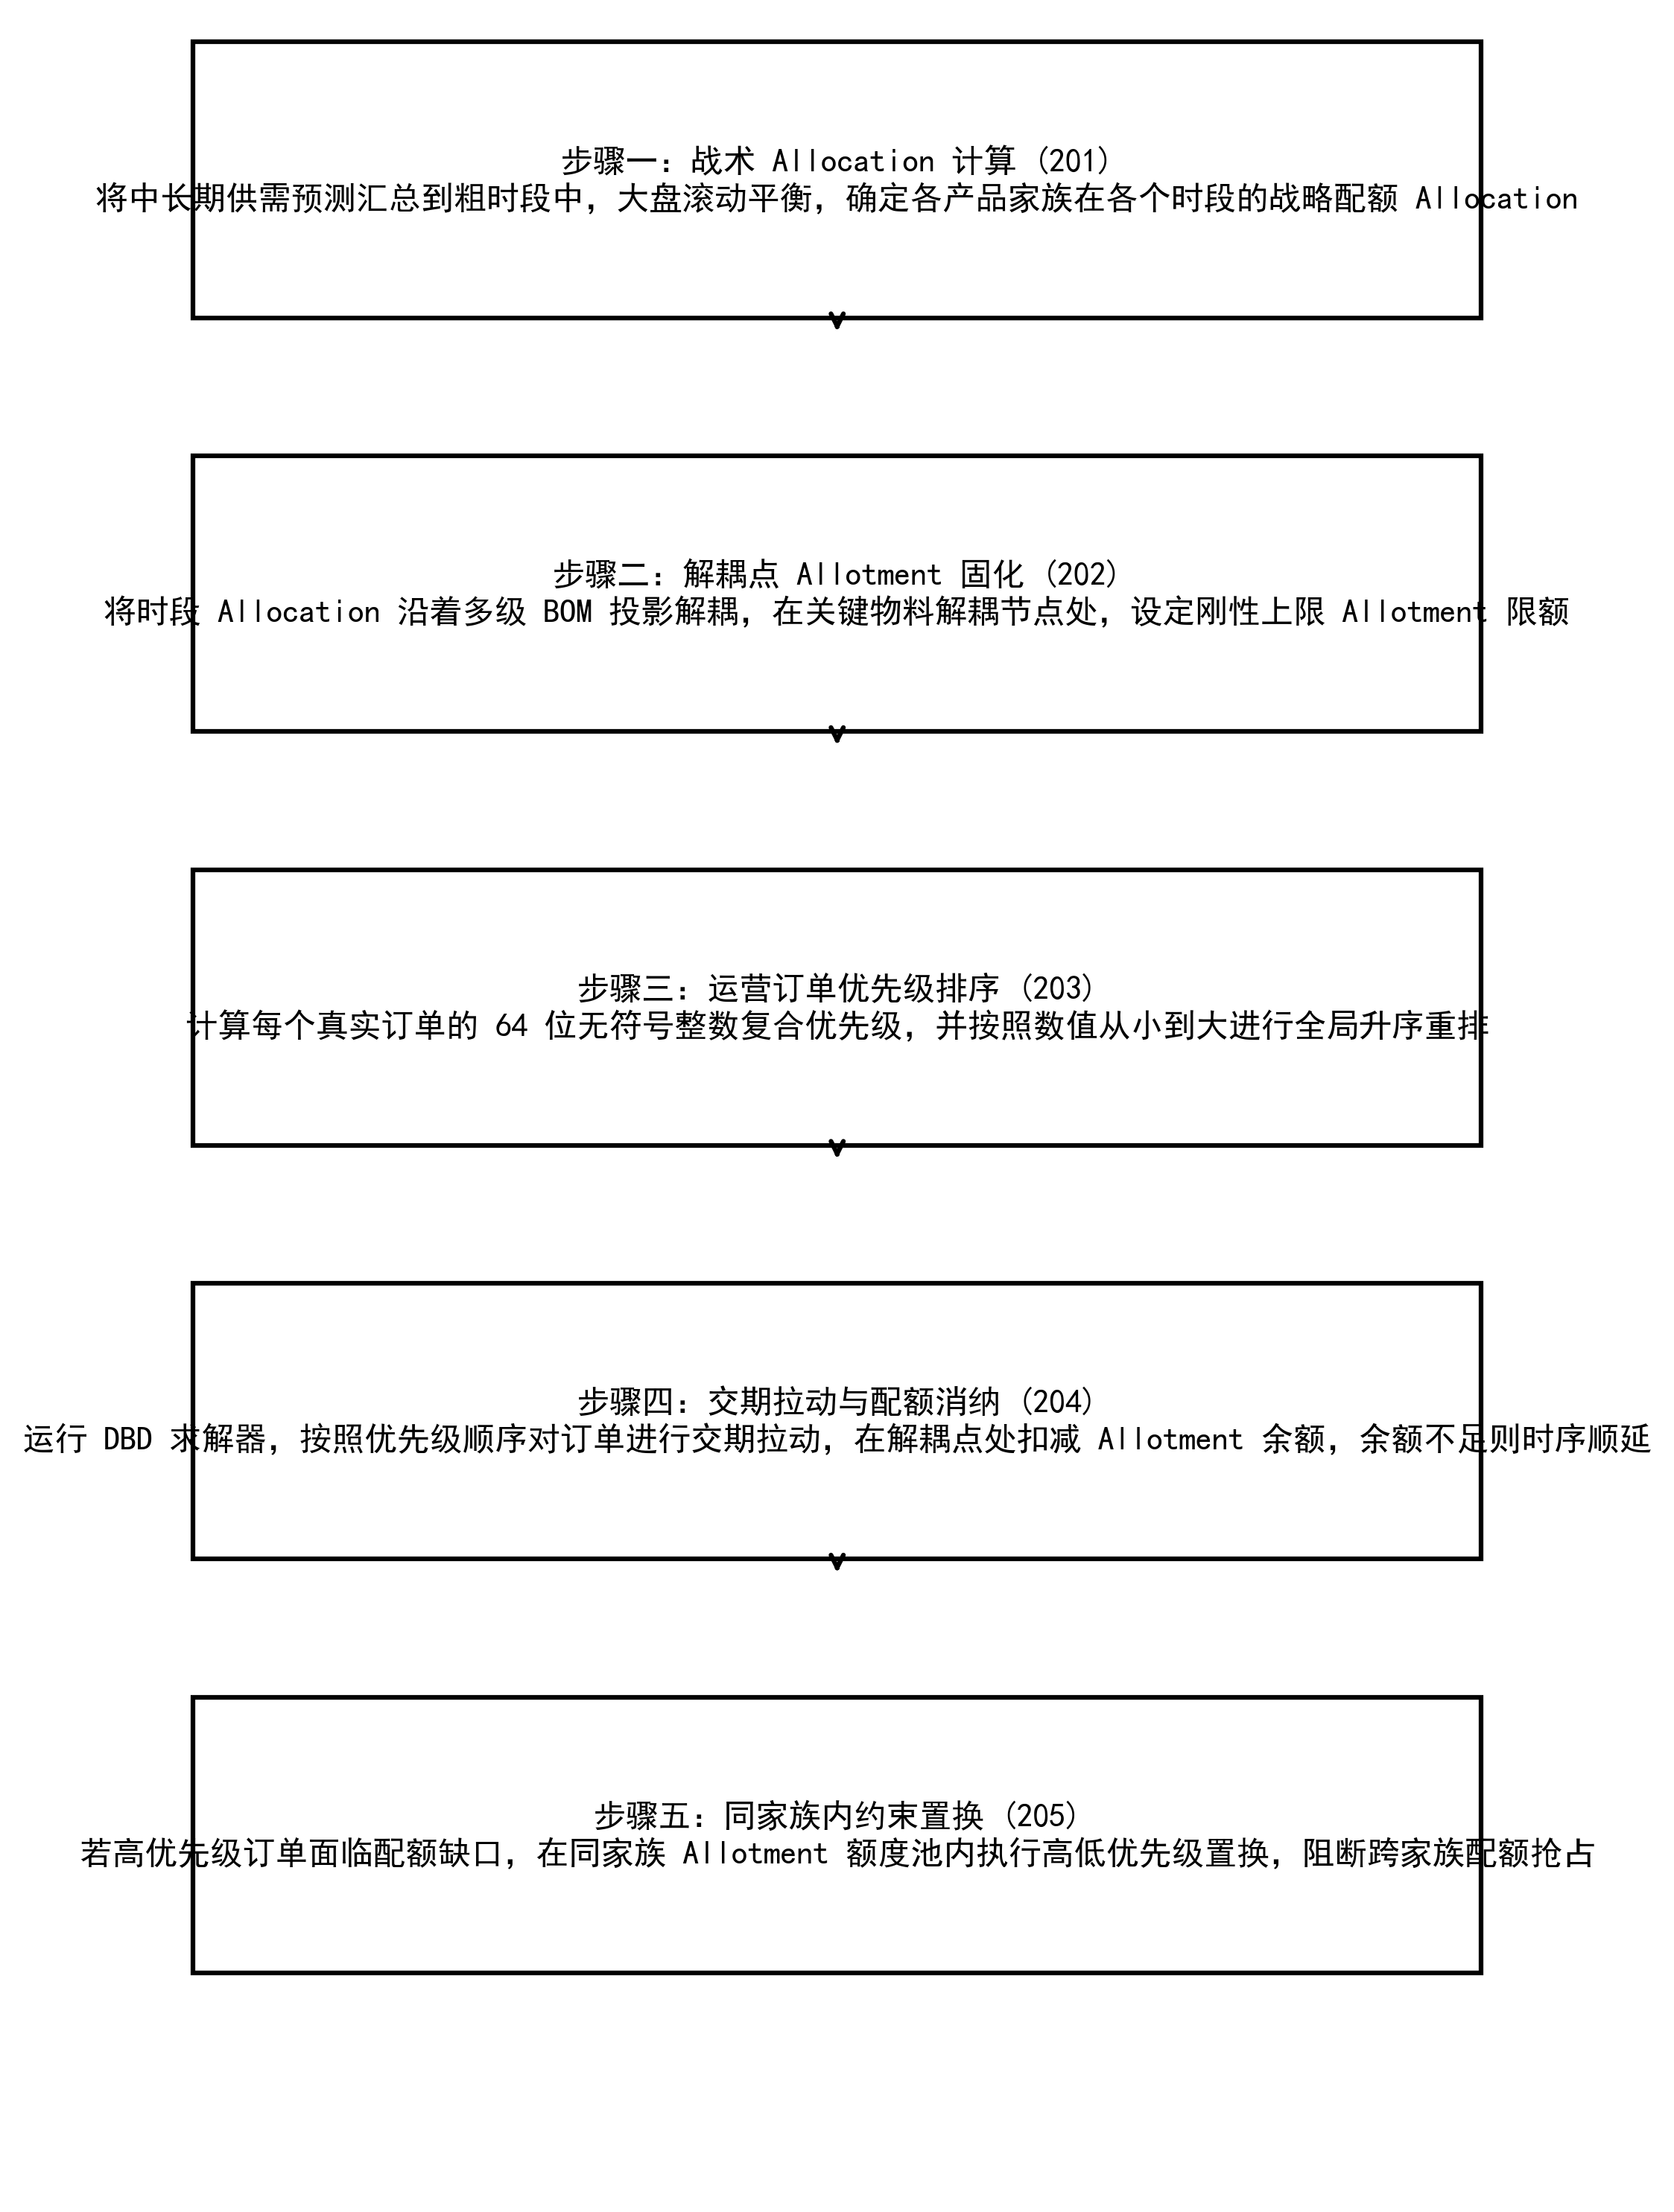 步骤一：战术 Allocation 计算 (201)
将中长期供需预测汇总到粗时段中，大盘滚动平衡，确定各产品家族在各个时段的战略配额 Allocation
步骤二：解耦点 Allotment 固化 (202)
将时段 Allocation 沿着多级 BOM 投影解耦，在关键物料解耦节点处，设定刚性上限 Allotment 限额
步骤三：运营订单优先级排序 (203)
计算每个真实订单的 64 位无符号整数复合优先级，并按照数值从小到大进行全局升序重排
步骤四：交期拉动与配额消纳 (204)
运行 DBD 求解器，按照优先级顺序对订单进行交期拉动，在解耦点处扣减 Allotment 余额，余额不足则时序顺延
步骤五：同家族内约束置换 (205)
若高优先级订单面临配额缺口，在同家族 Allotment 额度池内执行高低优先级置换，阻断跨家族配额抢占